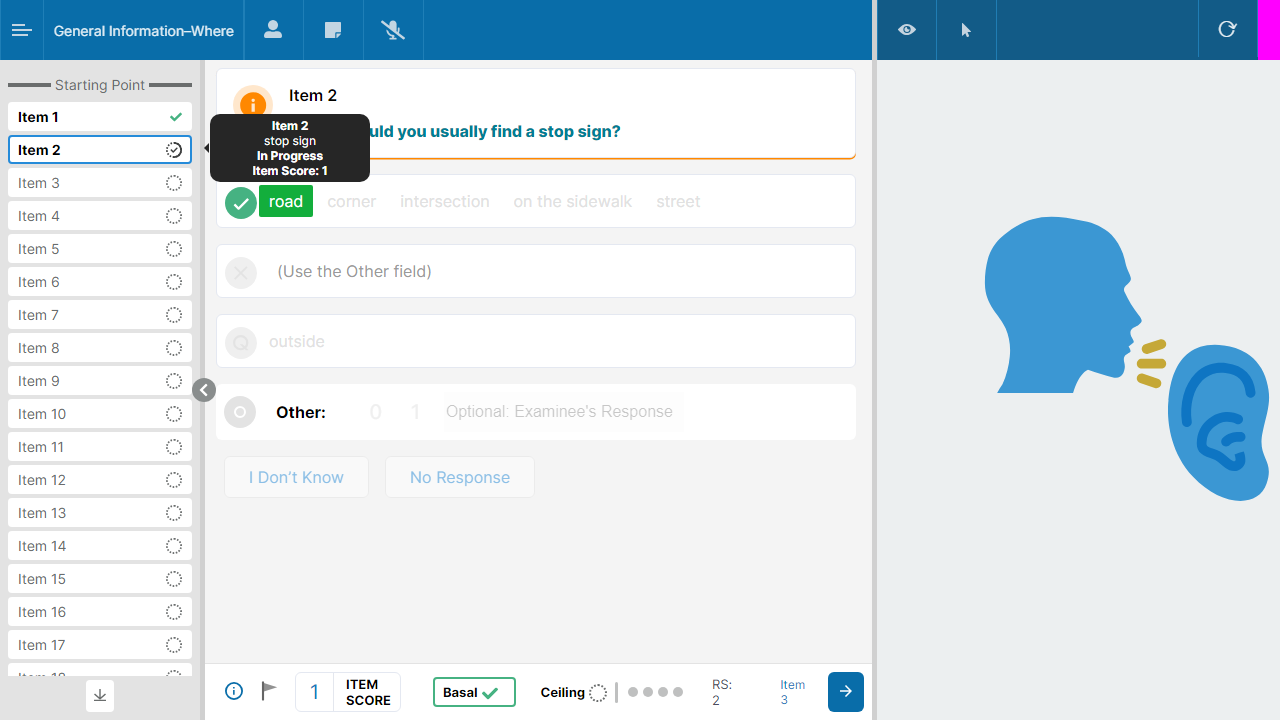 General Information–Where
Starting Point
Item 1
Item 2
Item 3
Item 4
Item 5
Item 6
Item 7
Item 8
Item 9
Item 10
Item 11
Item 12
Item 13
Item 14
Item 15
Item 16
Item 17
Item 2
you usually find a stop sign?
Item 2
stop sign
In Progress
Item Score: 1
road corner intersection on the sidewalk street
(Use the Other field)
Q outside
Other: 0 1 Optional: Examinee's Response
I Don't Know No Response
1 ITEM
SCORE
Basal
Ceiling
RS:
2
Item
3